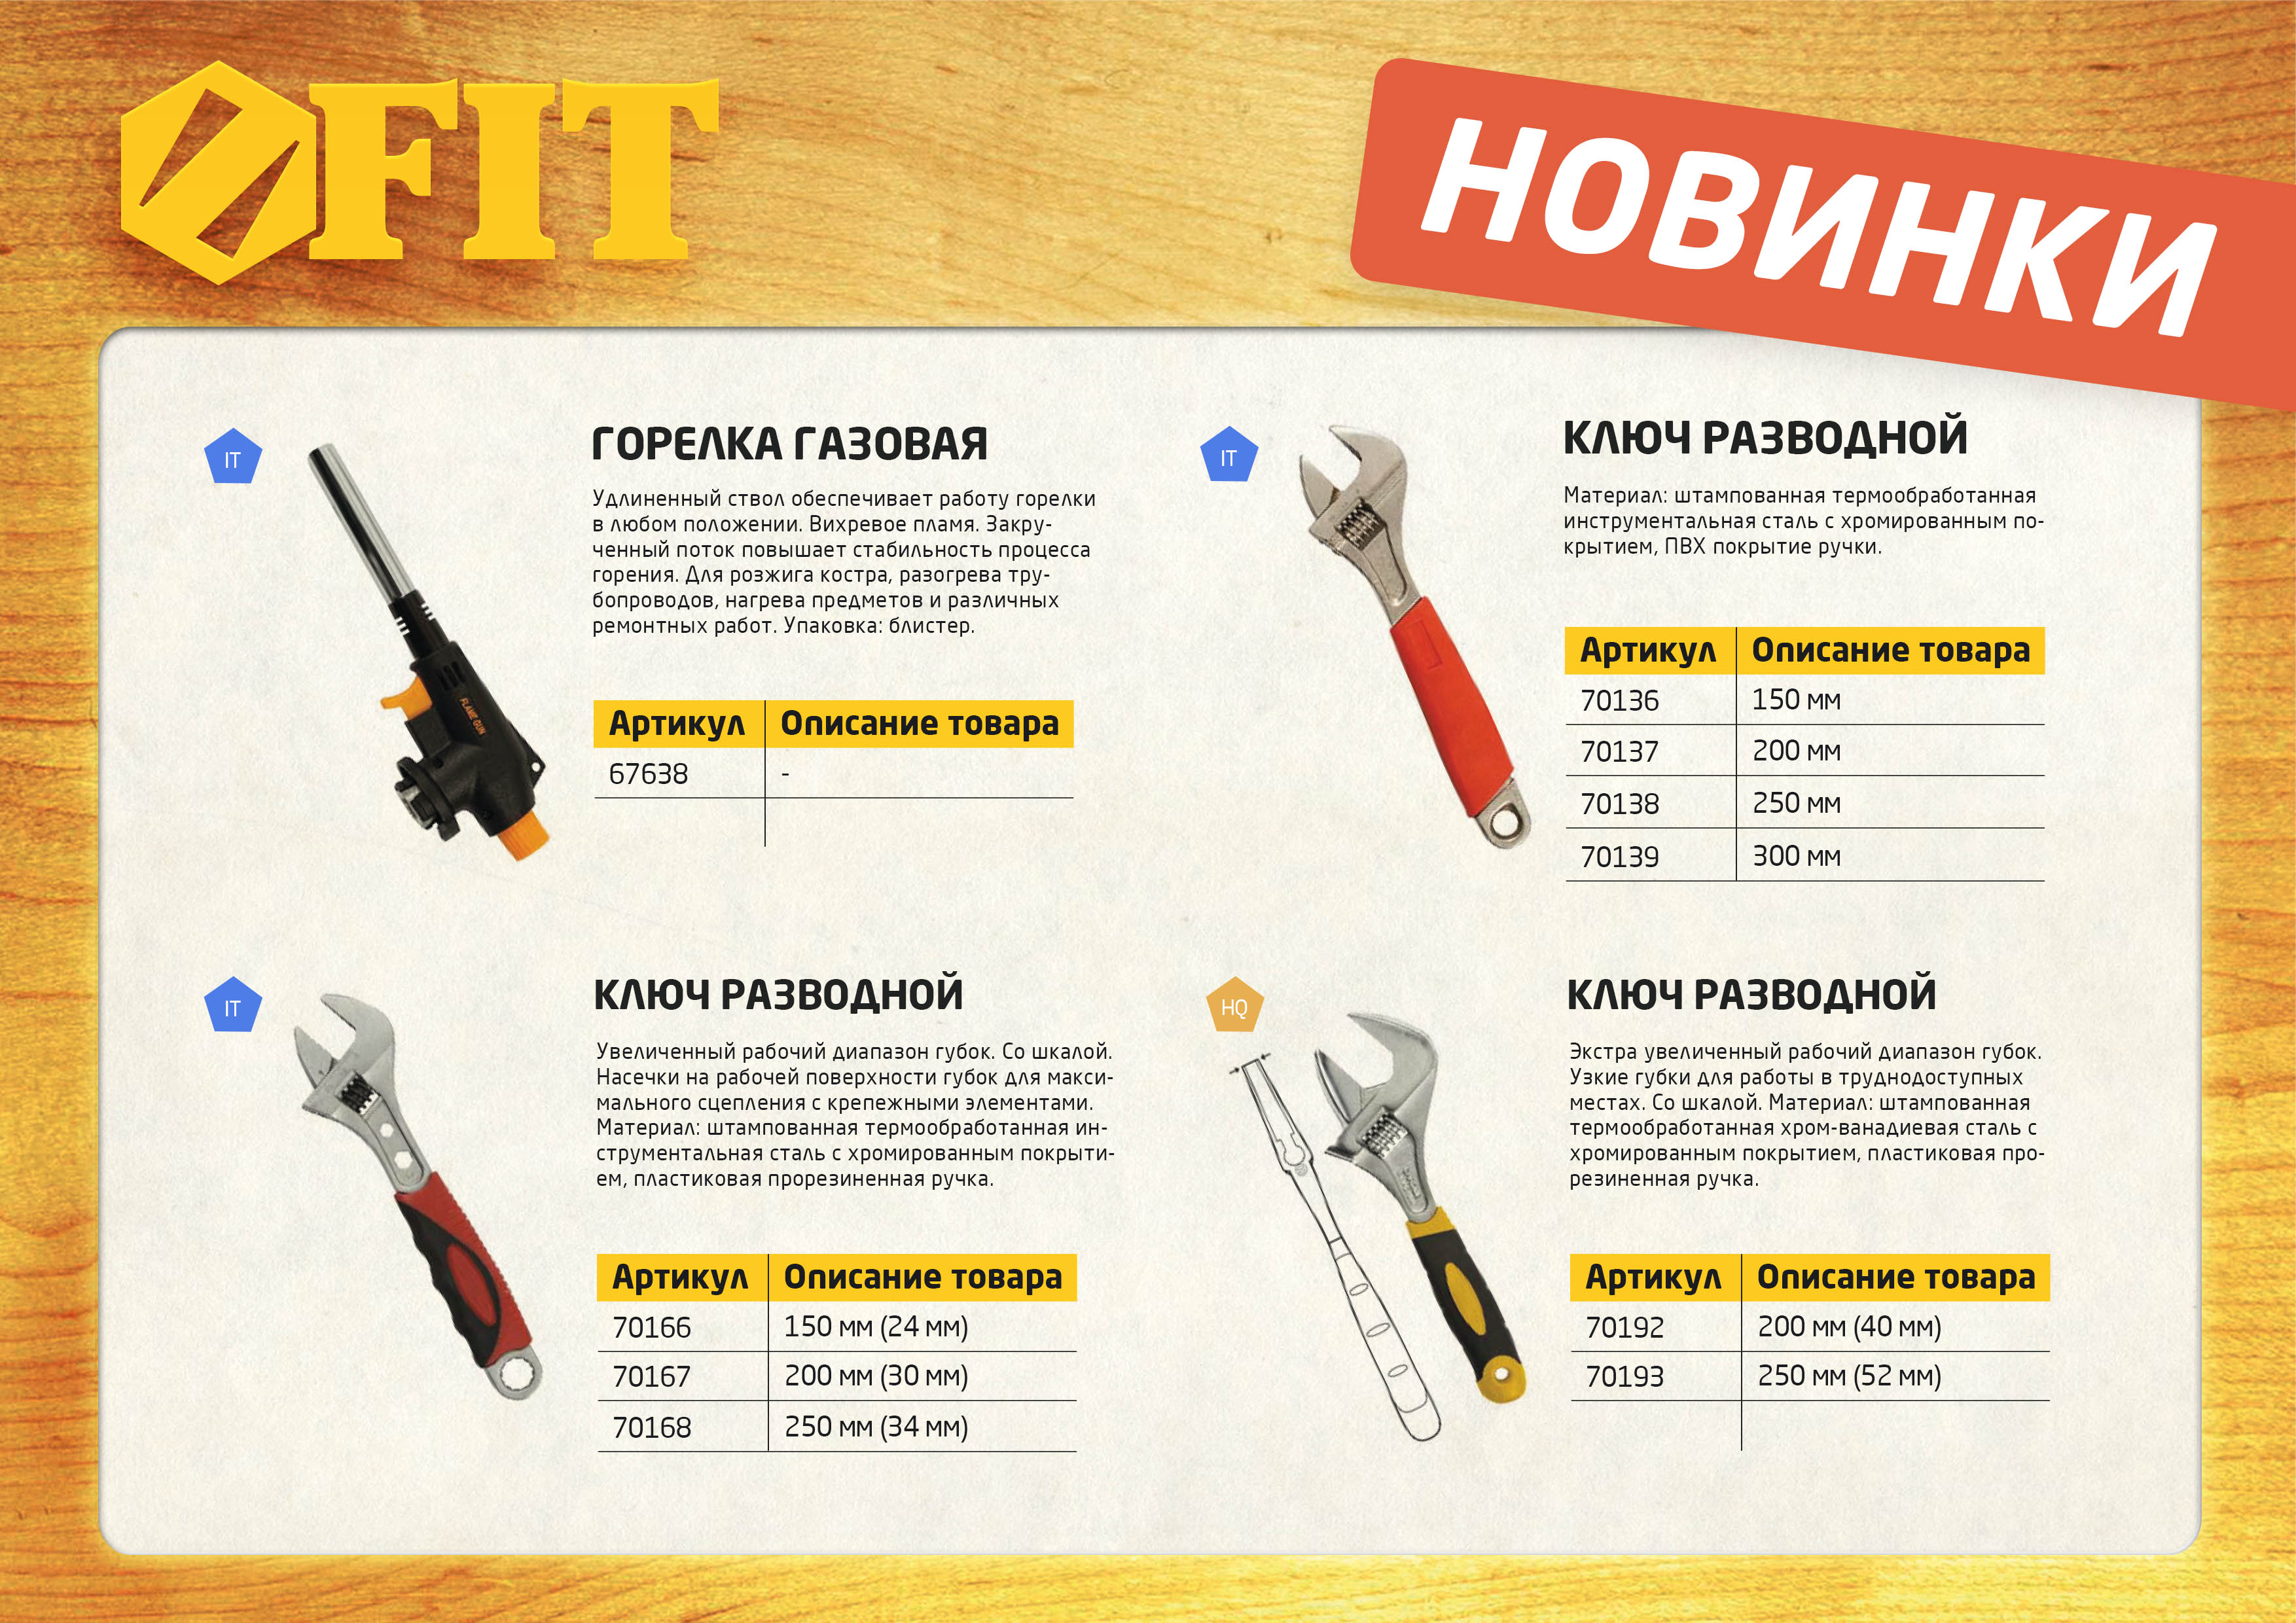 FIT
НОВИНКИ
IT
ГОРЕЛКА ГАЗОВАЯ
Удлиненный ствол обеспечивает работу горелки
в любом положении. Вихревое пламя. Закру-
ченный поток повышает стабильность процесса
горения. Для розжига костра, разогрева тру-
бопроводов, нагрева предметов и различных
ремонтных работ. Упаковка: блистер.
FLAME GUN
Артикул Описание товара
67638 -
IT
КЛЮЧ РАЗВОДНОЙ
Материал: штампованная термообработанная
инструментальная сталь с хромированным по-
крытием, ПВХ покрытие ручки.
Артикул Описание товара
70136 150 мм
70137 200 мм
70138 250 мм
70139 300 мм
IT
КЛЮЧ РАЗВОДНОЙ
Увеличенный рабочий диапазон губок. Со шкалой.
Насечки на рабочей поверхности губок для макси-
мального сцепления с крепежными элементами.
Материал: штампованная термообработанная ин-
струментальная сталь с хромированным покрыти-
ем, пластиковая прорезиненная ручка.
Артикул Описание товара
70166 150 мм (24 мм)
70167 200 мм (30 мм)
70168 250 мм (34 мм)
HQ
КЛЮЧ РАЗВОДНОЙ
Экстра увеличенный рабочий диапазон губок.
Узкие губки для работы в труднодоступных
местах. Со шкалой. Материал: штампованная
термообработанная хром-ванадиевая сталь с
хромированным покрытием, пластиковая про-
резиненная ручка.
Артикул Описание товара
70192 200 мм (40 мм)
70193 250 мм (52 мм)